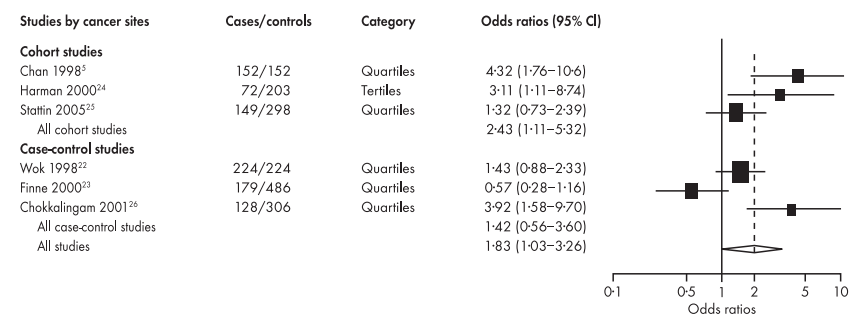 Studies by cancer sites Cases/controls Category Odds ratios (95% CI)
Cohort studies
Chan 1998⁵ 152/152 Quartiles 4·32 (1·76–10·6)
Harman 2000²⁴ 72/203 Tertiles 3·11 (1·11–8·74)
Stattin 2005²⁵ 149/298 Quartiles 1·32 (0·73–2·39)
All cohort studies 2·43 (1·11–5·32)
Case-control studies
Wok 1998²² 224/224 Quartiles 1·43 (0·88–2·33)
Finne 2000²³ 179/486 Quartiles 0·57 (0·28–1·16)
Chokkalingam 2001²⁶ 128/306 Quartiles 3·92 (1·58–9·70)
All case-control studies 1·42 (0·56–3·60)
All studies 1·83 (1·03–3·26)
0·1 0·5 1 2 5 10
Odds ratios